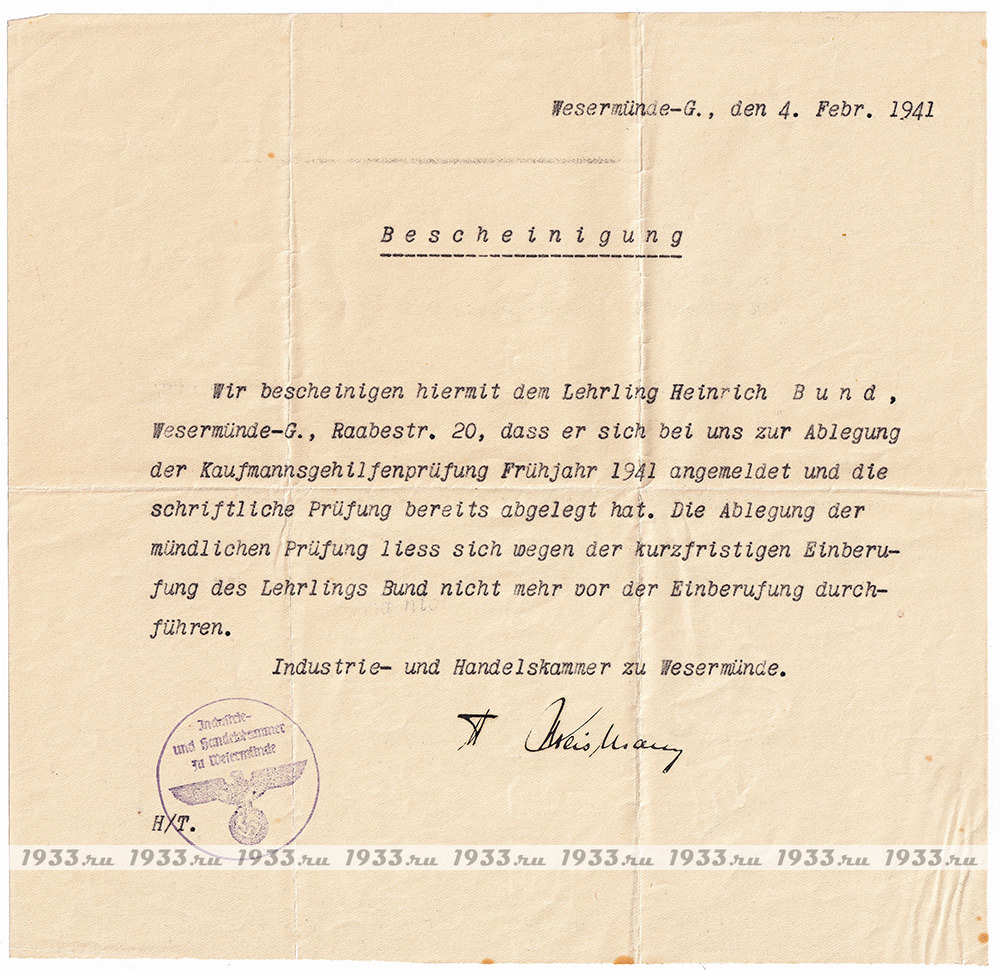 Wesermünde-G., den 4. Febr. 1941
Bescheinigung
Wir bescheinigen hiermit dem Lehrling Heinrich Bund,
Wesermünde-G., Raabestr. 20, dass er sich bei uns zur Ablegung
der Kaufmannsgehilfenprüfung Frühjahr 1941 angemeldet und die
schriftliche Prüfung bereits abgelegt hat. Die Ablegung der
mündlichen Prüfung liess sich wegen der kurzfristigen Einberu-
fung des Lehrlings Bund nicht mehr vor der Einberufung durch-
führen.
Industrie- und Handelskammer zu Wesermünde.
Industrie-
und Handelskammer
zu Wesermünde
H/T.
1933.ru 1933.ru 1933.ru 1933.ru 1933.ru 1933.ru 1933.ru 1933.ru 1933.ru